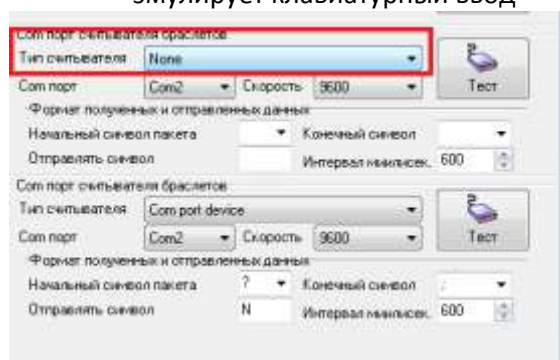 эмулирует клавиатурный ввод
Com порт считывателя браслетов
Тип считывателя None
Com порт Com2 Скорость 9600 Тест
Формат полученных и отправленных данных
Начальный символ пакета Конечный символ
Отправлять символ Интервал миллисек. 600
Com порт считывателя браслетов
Тип считывателя Com port device
Com порт Com2 Скорость 9600 Тест
Формат полученных и отправленных данных
Начальный символ пакета ? Конечный символ
Отправлять символ N Интервал миллисек. 600